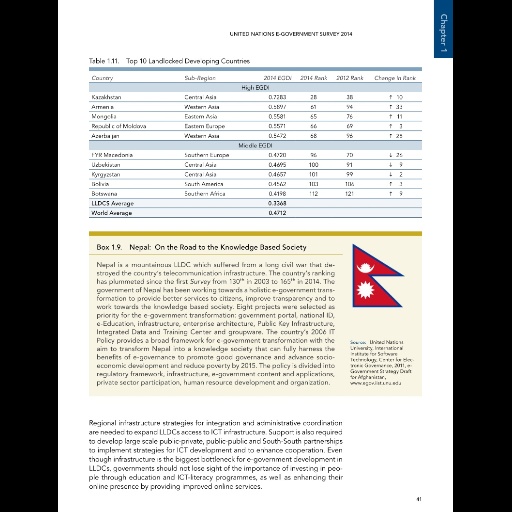 UNITED NATIONS E-GOVERNMENT SURVEY 2014
Chapter 1
Table 1.11. Top 10 Landlocked Developing Countries
Country Sub-Region 2014 EGDI 2014 Rank 2012 Rank Change in Rank
High EGDI
Kazakhstan Central Asia 0.7283 28 38 ↑ 10
Armenia Western Asia 0.5897 61 94 ↑ 33
Mongolia Eastern Asia 0.5581 65 76 ↑ 11
Republic of Moldova Eastern Europe 0.5571 66 69 ↑ 3
Azerbaijan Western Asia 0.5472 68 96 ↑ 28
Middle EGDI
FYR Macedonia Southern Europe 0.4720 96 70 ↓ 26
Uzbekistan Central Asia 0.4695 100 91 ↓ 9
Kyrgyzstan Central Asia 0.4657 101 99 ↓ 2
Bolivia South America 0.4562 103 106 ↑ 3
Botswana Southern Africa 0.4198 112 121 ↑ 9
LLDCS Average 0.3368
World Average 0.4712
Box 1.9. Nepal: On the Road to the Knowledge Based Society
Nepal is a mountainous LLDC which suffered from a long civil war that de-
stroyed the country's telecommunication infrastructure. The country's ranking
has plummeted since the first Survey from 130th in 2003 to 165th in 2014. The
government of Nepal has been working towards a holistic e-government trans-
formation to provide better services to citizens, improve transparency and to
work towards the knowledge based society. Eight projects were selected as
priority for the e-government transformation: government portal, national ID,
e-Education, infrastructure, enterprise architecture, Public Key Infrastructure,
Integrated Data and Training Center and groupware. The country's 2006 IT
Policy provides a broad framework for e-government transformation with the
aim to transform Nepal into a knowledge society that can fully harness the
benefits of e-governance to promote good governance and advance socio-
economic development and reduce poverty by 2015. The policy is divided into
regulatory framework, infrastructure, e-government content and applications,
private sector participation, human resource development and organization.
Source: United Nations
University, International
Institute for Software
Technology, Center for Elec-
tronic Governance, 2011, e-
Government Strategy Draft
for Afghanistan,
www.egov.iist.unu.edu
Regional infrastructure strategies for integration and administrative coordination
are needed to expand LLDCs access to ICT infrastructure. Support is also required
to develop large scale public-private, public-public and South-South partnerships
to implement strategies for ICT development and to enhance cooperation. Even
though infrastructure is the biggest bottleneck for e-government development in
LLDCs, governments should not lose sight of the importance of investing in peo-
ple through education and ICT-literacy programmes, as well as enhancing their
online presence by providing improved online services.
41